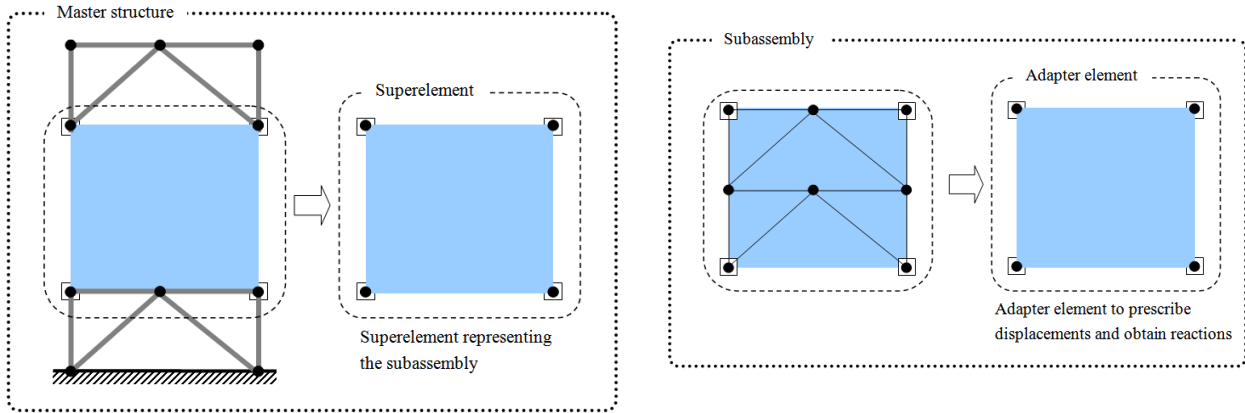 Master structure
Superelement
Superelement representing
the subassembly
Subassembly
Adapter element
Adapter element to prescribe
displacements and obtain reactions